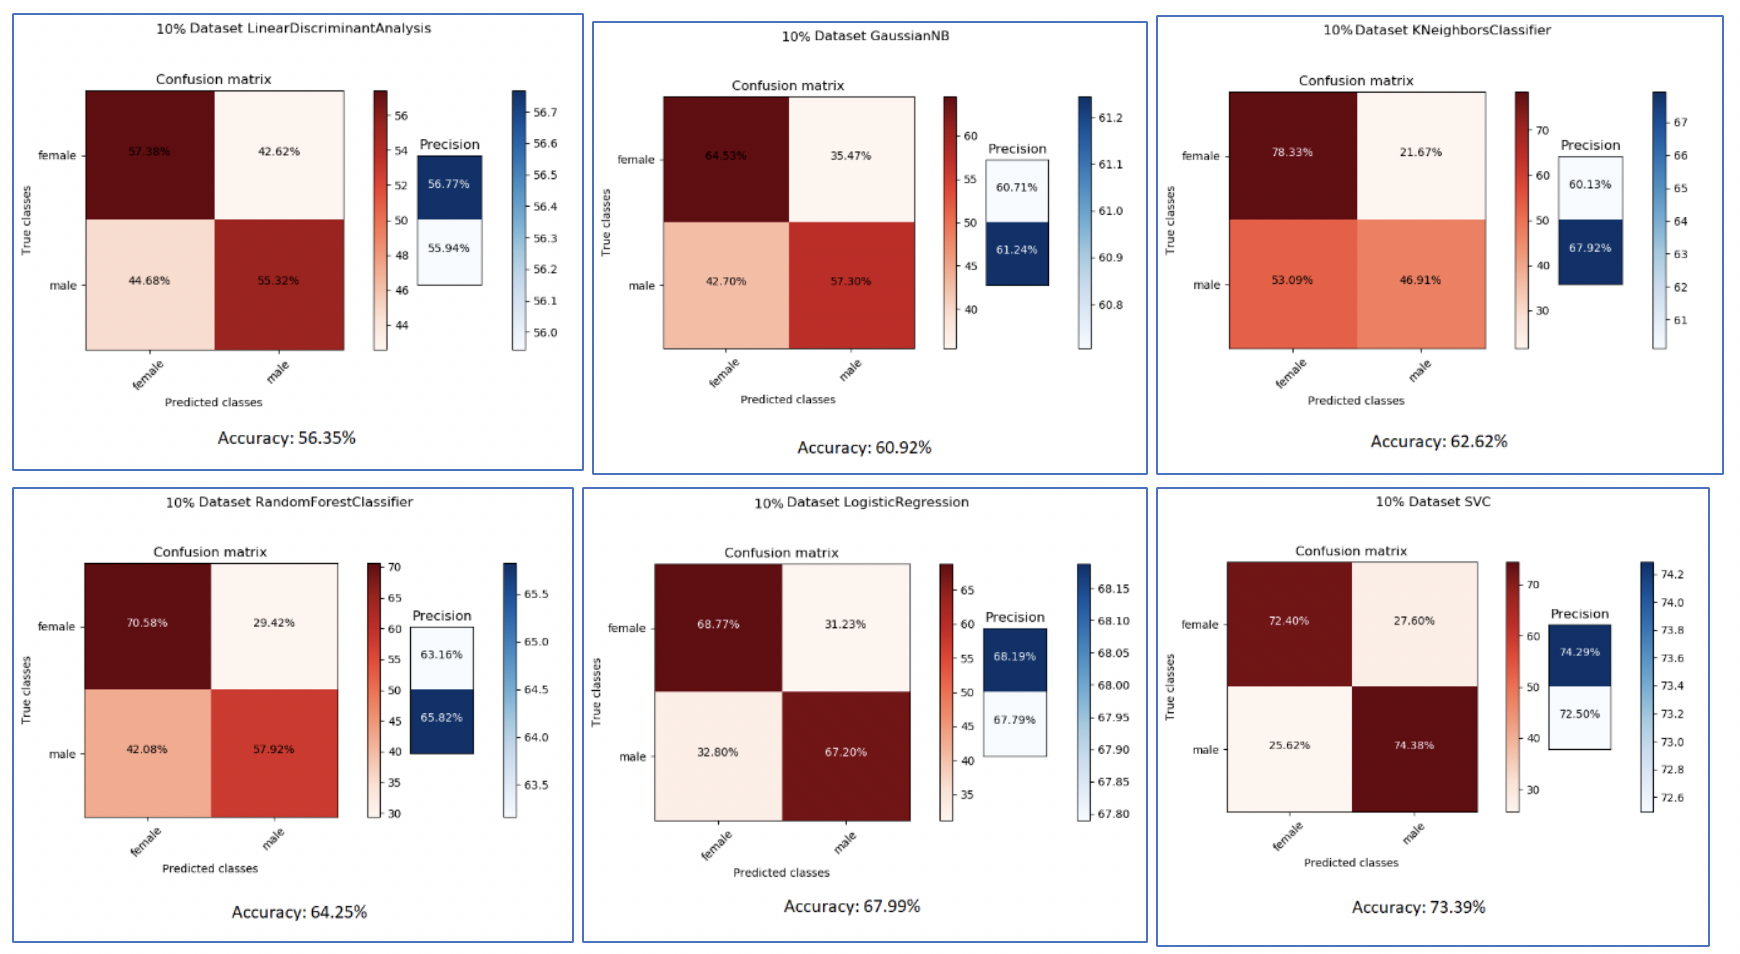 10% Dataset LinearDiscriminantAnalysis
Confusion matrix
57.38%
42.62%
44.68%
55.32%
female
male
True classes
female
male
Predicted classes
56
54
52
50
48
46
44
Precision
56.77%
55.94%
56.7
56.6
56.5
56.4
56.3
56.2
56.1
56.0
Accuracy: 56.35%
10% Dataset GaussianNB
Confusion matrix
64.53%
35.47%
42.70%
57.30%
female
male
True classes
female
male
Predicted classes
60
55
50
45
40
Precision
60.71%
61.24%
61.2
61.1
61.0
60.9
60.8
Accuracy: 60.92%
10% Dataset KNeighborsClassifier
Confusion matrix
78.33%
21.67%
53.09%
46.91%
female
male
True classes
female
male
Predicted classes
70
60
50
40
30
Precision
60.13%
67.92%
67
66
65
64
63
62
61
Accuracy: 62.62%
10% Dataset RandomForestClassifier
Confusion matrix
70.58%
29.42%
42.08%
57.92%
female
male
True classes
female
male
Predicted classes
70
65
60
55
50
45
40
35
30
Precision
63.16%
65.82%
65.5
65.0
64.5
64.0
63.5
Accuracy: 64.25%
10% Dataset LogisticRegression
Confusion matrix
68.77%
31.23%
32.80%
67.20%
female
male
True classes
female
male
Predicted classes
65
60
55
50
45
40
35
Precision
68.19%
67.79%
68.15
68.10
68.05
68.00
67.95
67.90
67.85
67.80
Accuracy: 67.99%
10% Dataset SVC
Confusion matrix
72.40%
27.60%
25.62%
74.38%
female
male
True classes
female
male
Predicted classes
70
60
50
40
30
Precision
74.29%
72.50%
74.2
74.0
73.8
73.6
73.4
73.2
73.0
72.8
72.6
Accuracy: 73.39%